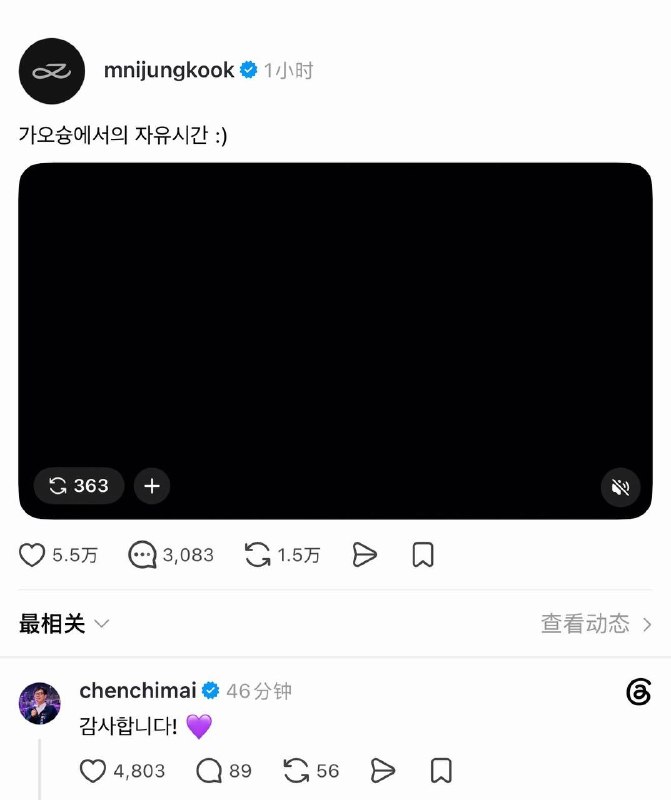 mnijungkook 1小时
가오슝에서의 자유시간 :)
363
5.5万 3,083 1.5万
最相关 查看动态
chenchimai 46分钟
감사합니다! 💜
4,803 89 56